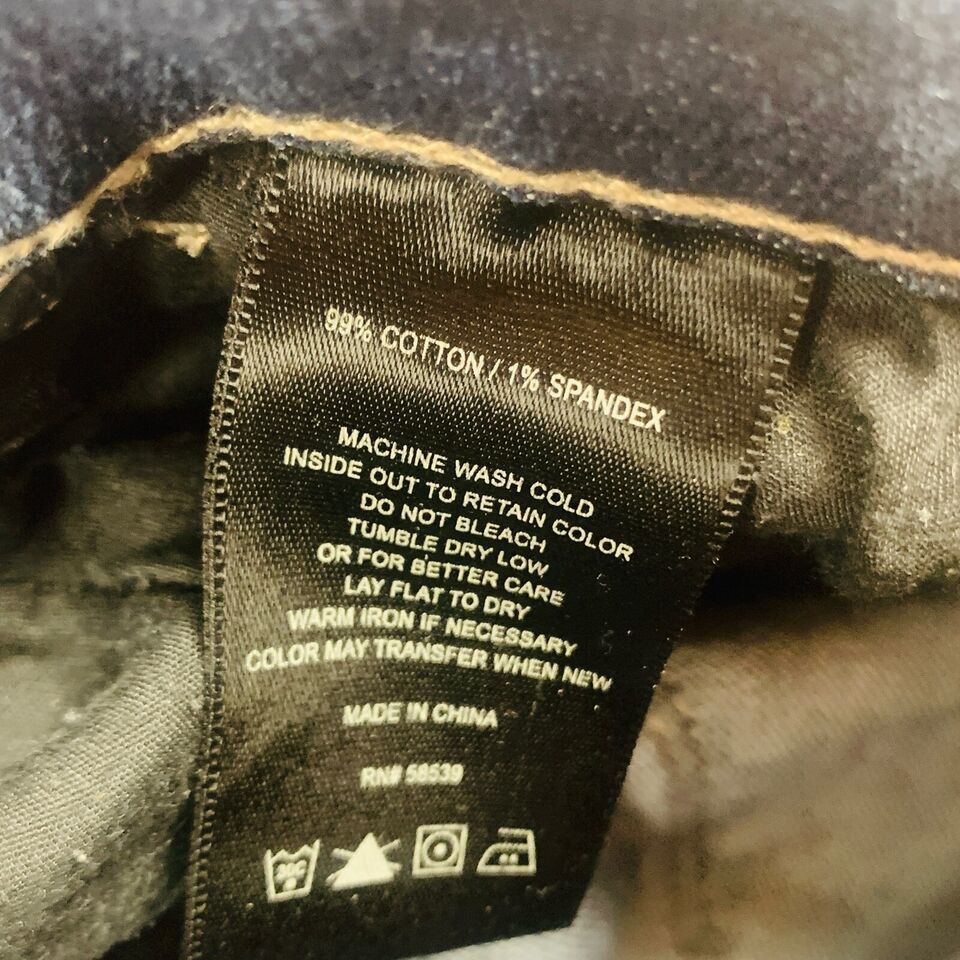 99% COTTON / 1% SPANDEX
MACHINE WASH COLD
INSIDE OUT TO RETAIN COLOR
DO NOT BLEACH
TUMBLE DRY LOW
OR FOR BETTER CARE
LAY FLAT TO DRY
WARM IRON IF NECESSARY
COLOR MAY TRANSFER WHEN NEW
MADE IN CHINA
RN# 58539
30C